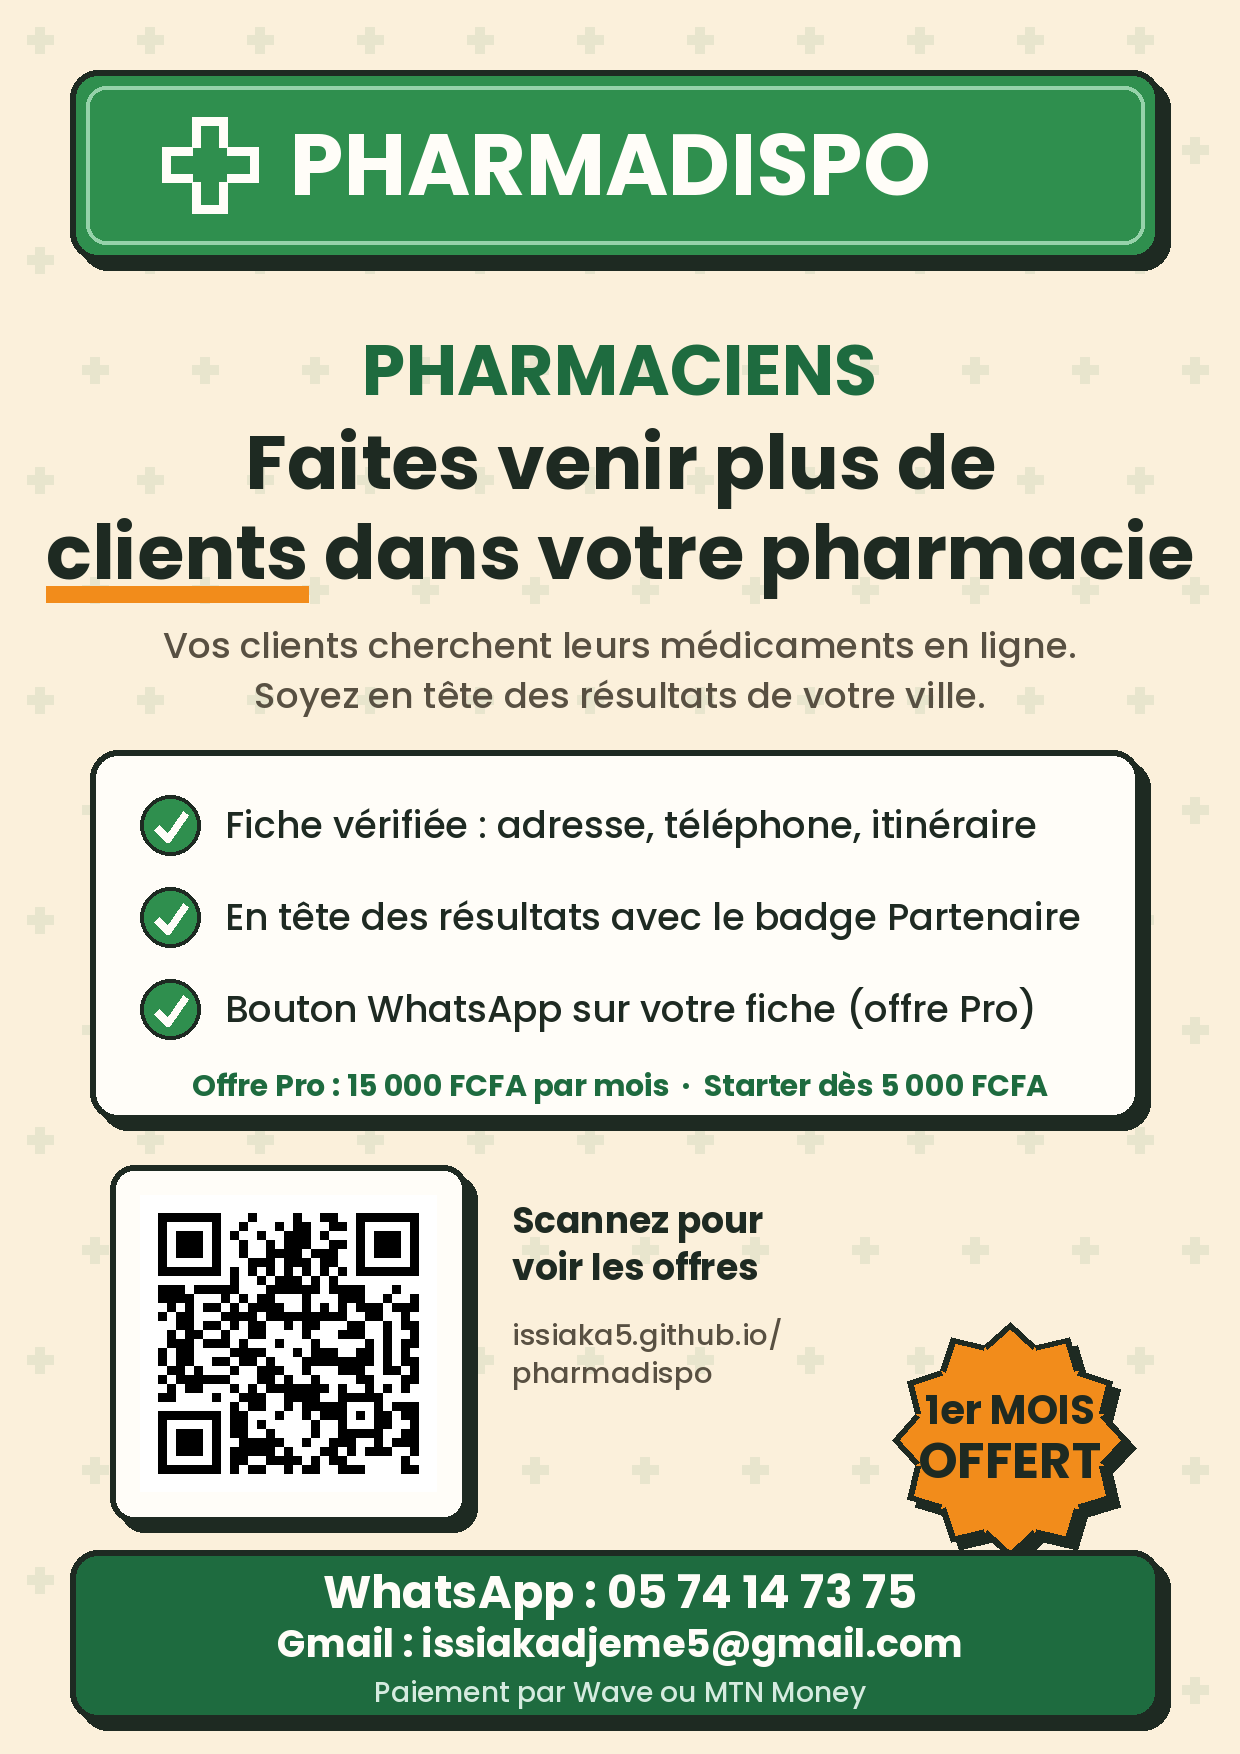 PHARMADISPO
PHARMACIENS
Faites venir plus de
clients dans votre pharmacie
Vos clients cherchent leurs médicaments en ligne.
Soyez en tête des résultats de votre ville.
Fiche vérifiée : adresse, téléphone, itinéraire
En tête des résultats avec le badge Partenaire
Bouton WhatsApp sur votre fiche (offre Pro)
Offre Pro : 15 000 FCFA par mois · Starter dès 5 000 FCFA
Scannez pour
voir les offres
issiaka5.github.io/
pharmadispo
1er MOIS
OFFERT
WhatsApp : 05 74 14 73 75
Gmail : issiakadjeme5@gmail.com
Paiement par Wave ou MTN Money